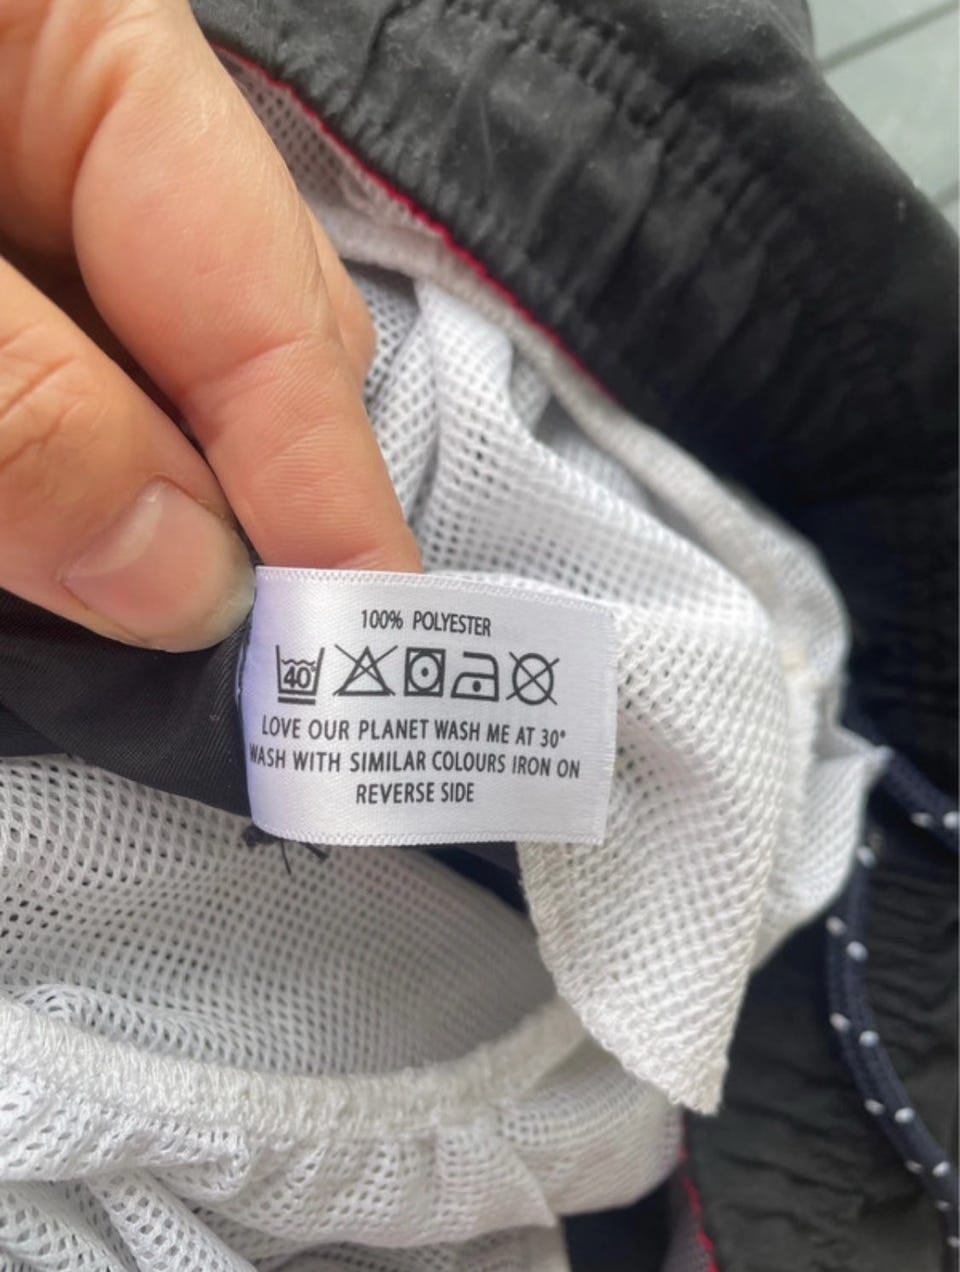 100% POLYESTER
40
LOVE OUR PLANET WASH ME AT 30°
WASH WITH SIMILAR COLOURS IRON ON
REVERSE SIDE